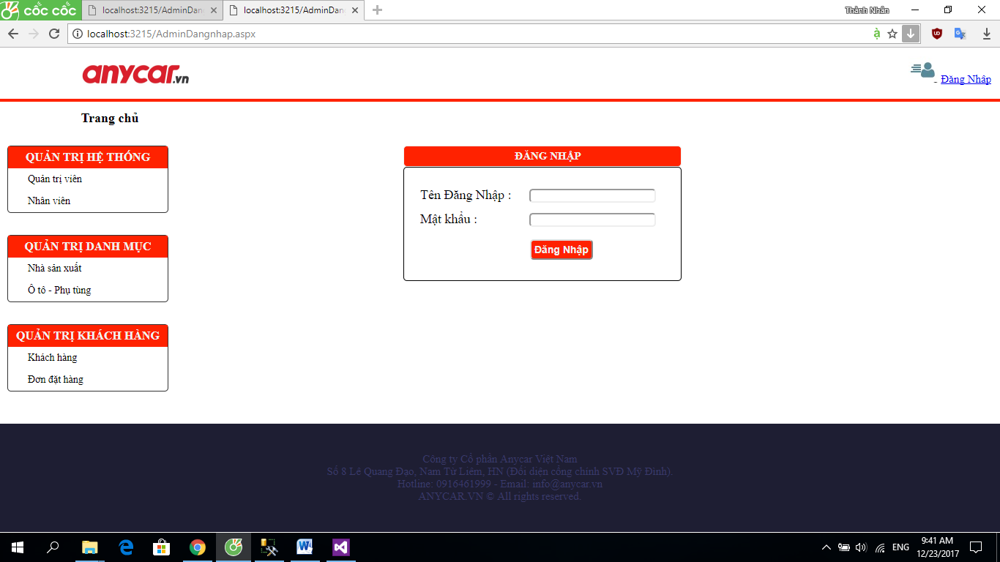 cốc cốc
localhost:3215/AdminDan
localhost:3215/AdminDan
Thành Nhân
localhost:3215/AdminDangnhap.aspx
anycar.vn
Đăng Nhập
Trang chủ
QUẢN TRỊ HỆ THỐNG
Quản trị viên
Nhân viên
QUẢN TRỊ DANH MỤC
Nhà sản xuất
Ô tô - Phụ tùng
QUẢN TRỊ KHÁCH HÀNG
Khách hàng
Đơn đặt hàng
ĐĂNG NHẬP
Tên Đăng Nhập :
Mật khẩu :
Đăng Nhập
Công ty Cổ phần Anycar Việt Nam
Số 8 Lê Quang Đạo, Nam Từ Liêm, HN (Đối diện cổng chính SVĐ Mỹ Đình).
Hotline: 0916461999 - Email: info@anycar.vn
ANYCAR.VN © All rights reserved.
ENG
9:41 AM
12/23/2017